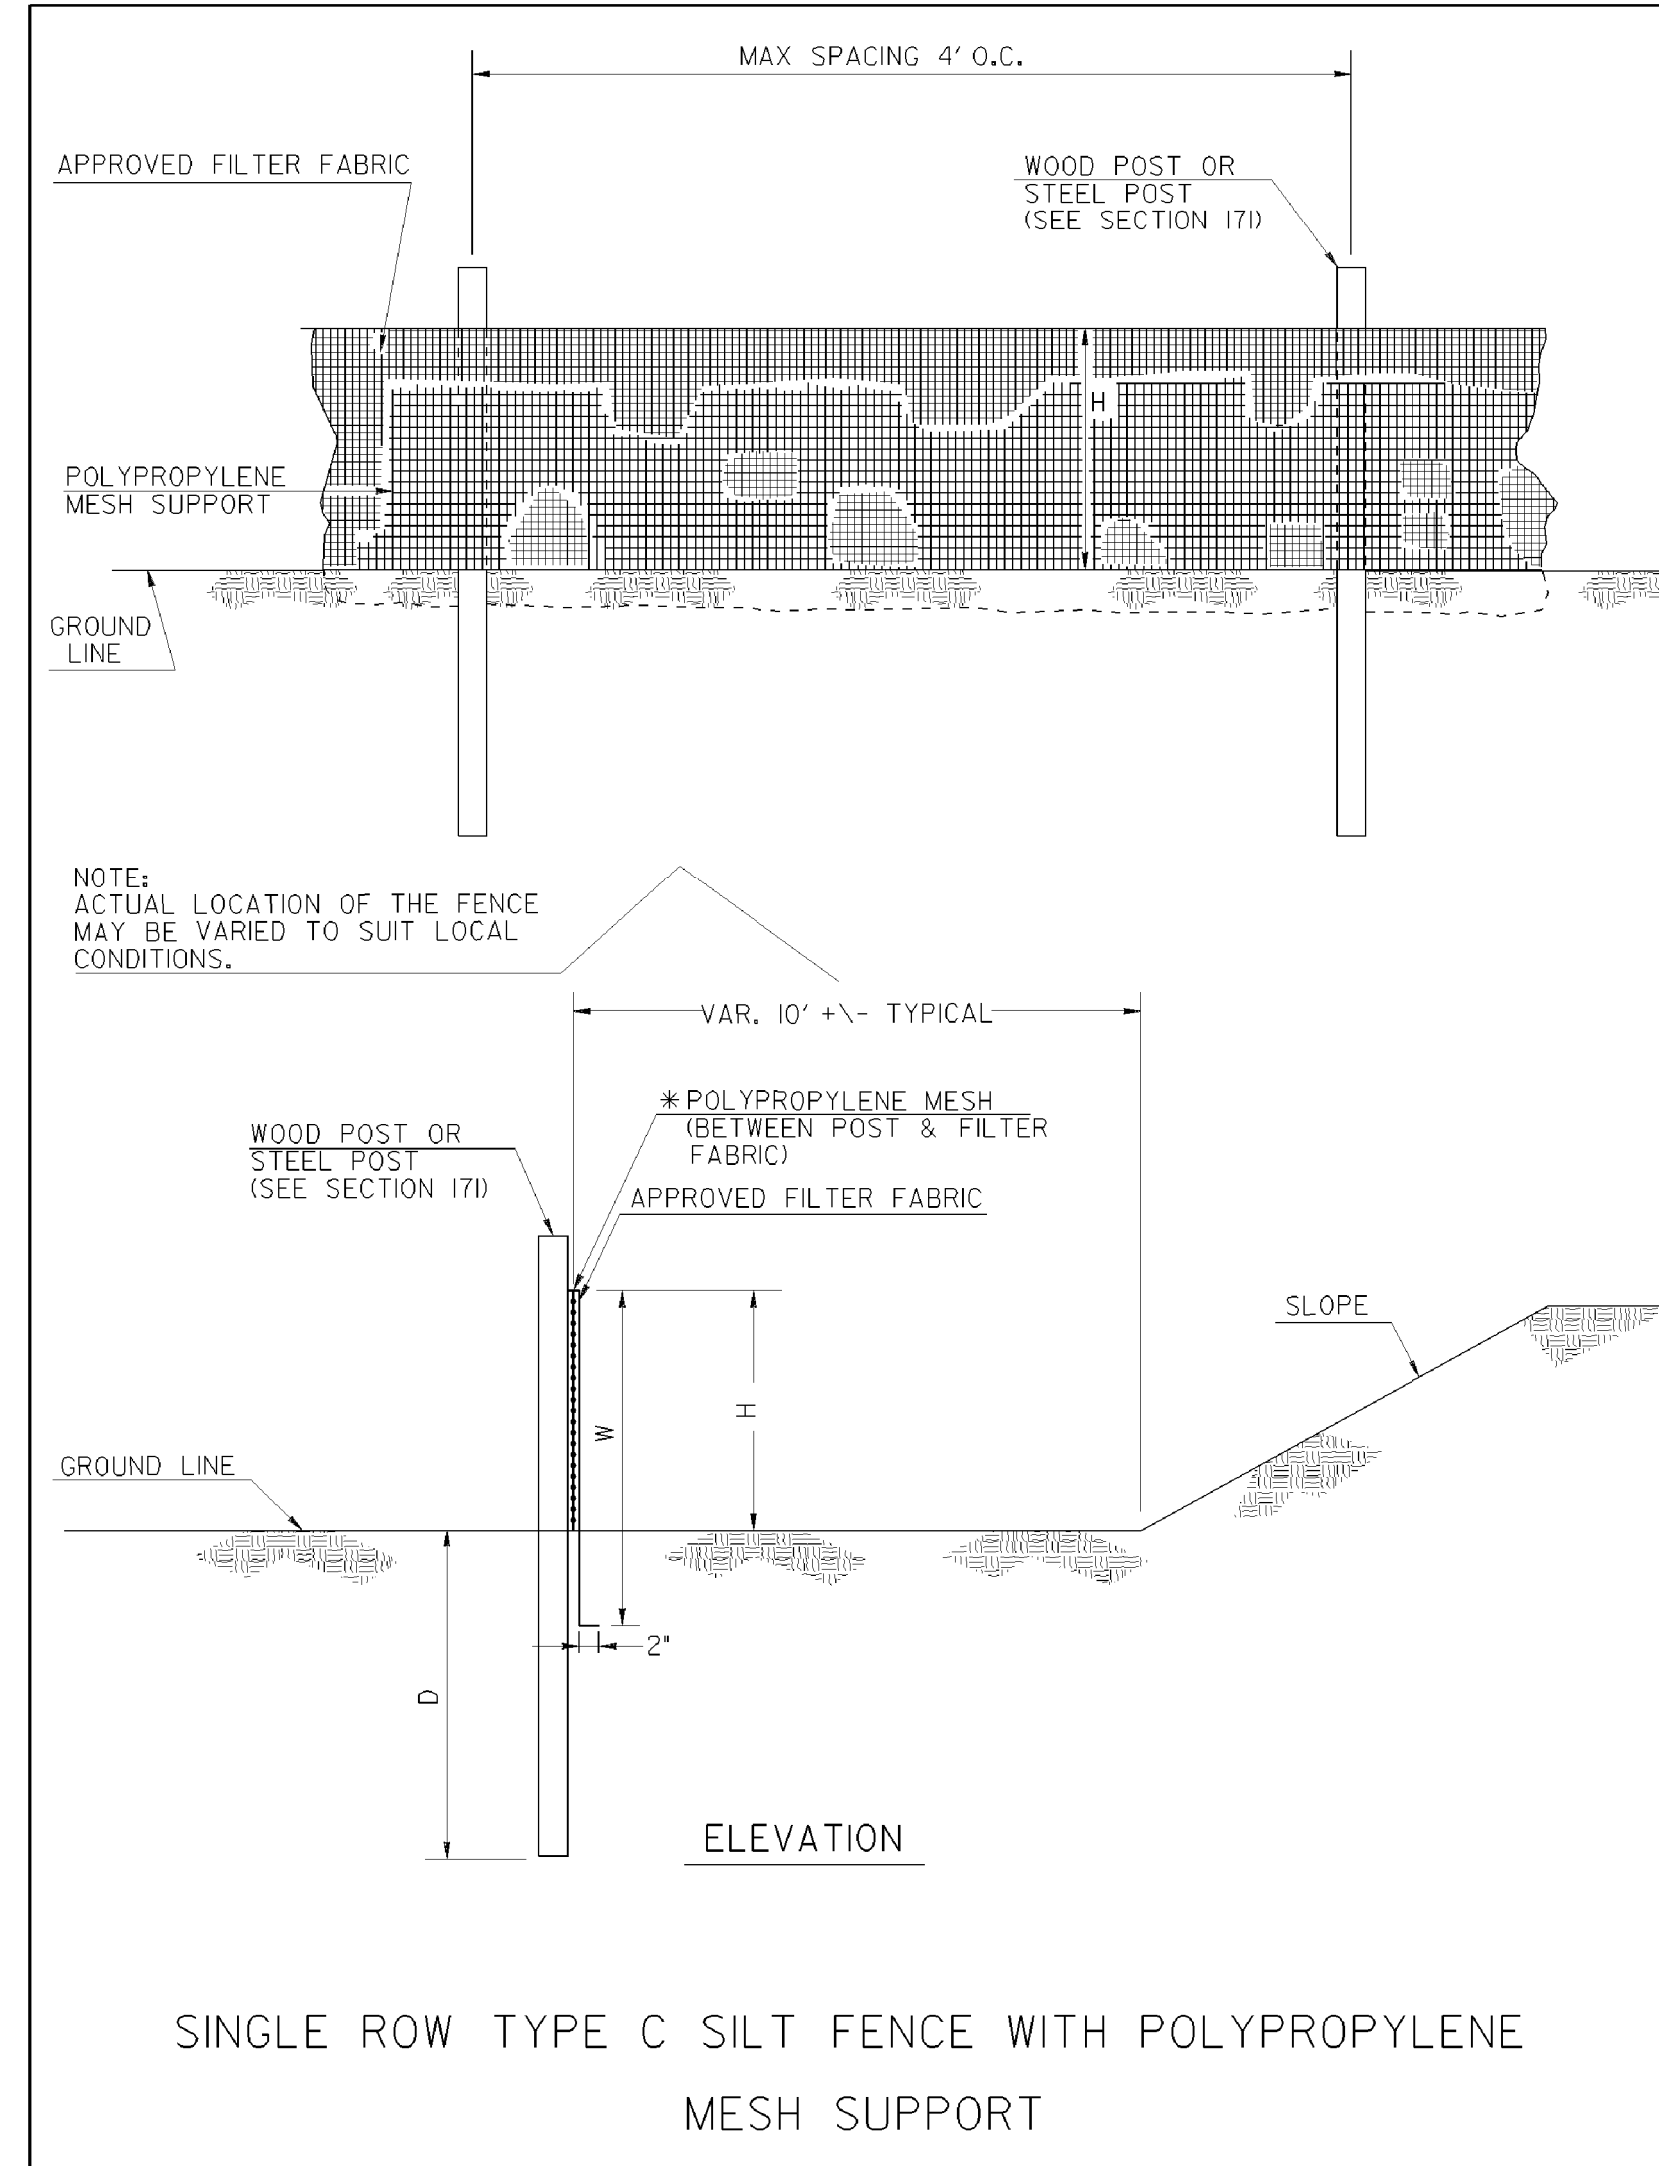 MAX SPACING 4' O.C.
APPROVED FILTER FABRIC
WOOD POST OR
STEEL POST
(SEE SECTION 171)
H
POLYPROPYLENE
MESH SUPPORT
GROUND
LINE
NOTE:
ACTUAL LOCATION OF THE FENCE
MAY BE VARIED TO SUIT LOCAL
CONDITIONS.
VAR. 10' +\- TYPICAL
* POLYPROPYLENE MESH
(BETWEEN POST & FILTER
FABRIC)
WOOD POST OR
STEEL POST
(SEE SECTION 171)
APPROVED FILTER FABRIC
SLOPE
W
H
GROUND LINE
2"
D
ELEVATION
SINGLE ROW TYPE C SILT FENCE WITH POLYPROPYLENE
MESH SUPPORT